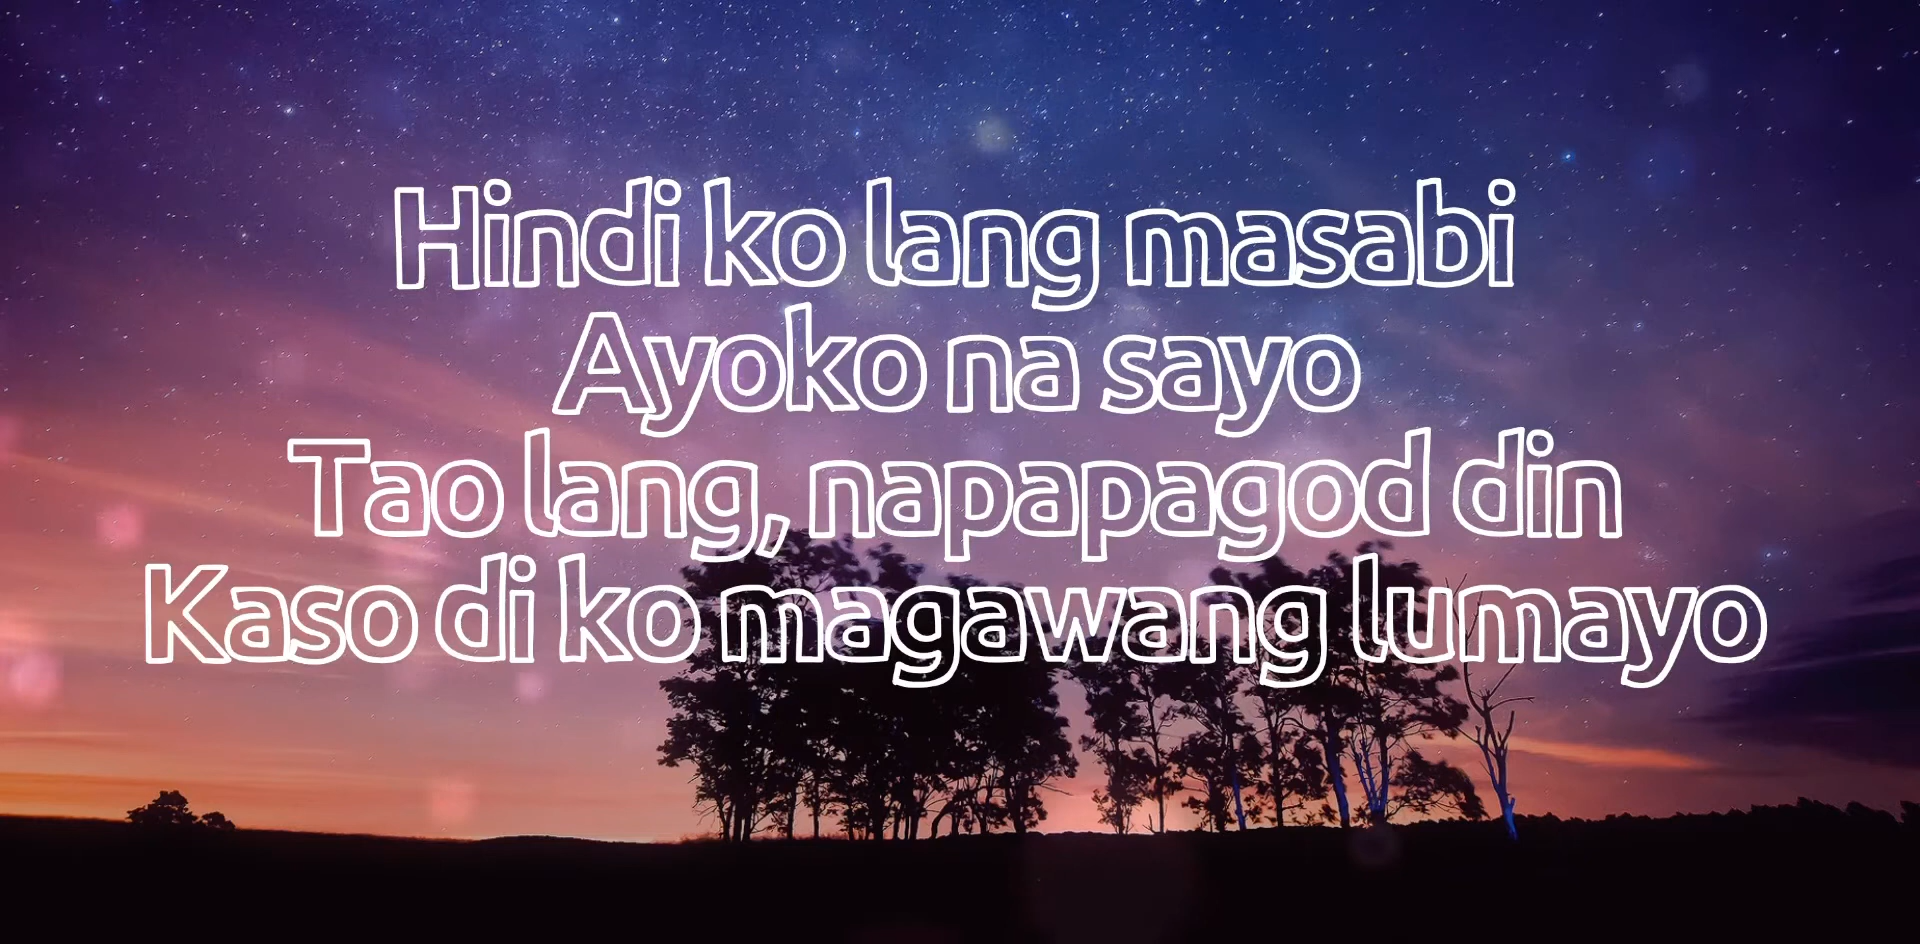 Hindi ko lang masabi
Ayoko na sayo
Tao lang, napapagod din
Kaso di ko magawang lumayo